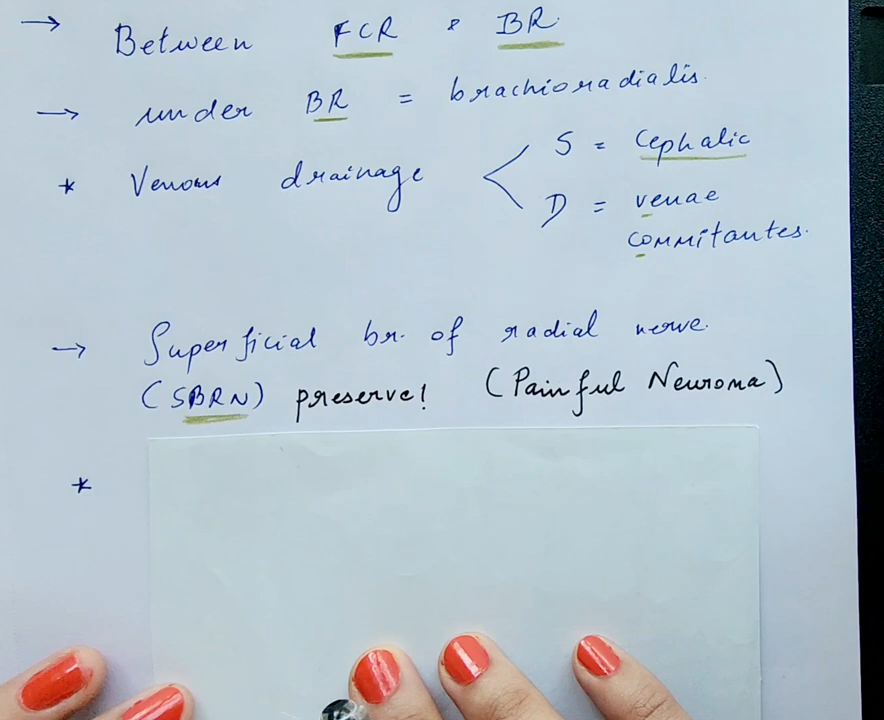 → Between FCR & BR.
→ under BR = brachioradialis.
* Venous drainage < S = Cephalic
D = venae
commitantes.
→ Superficial br. of radial nerve.
(SBRN) preserve! (Painful Neuroma)
*